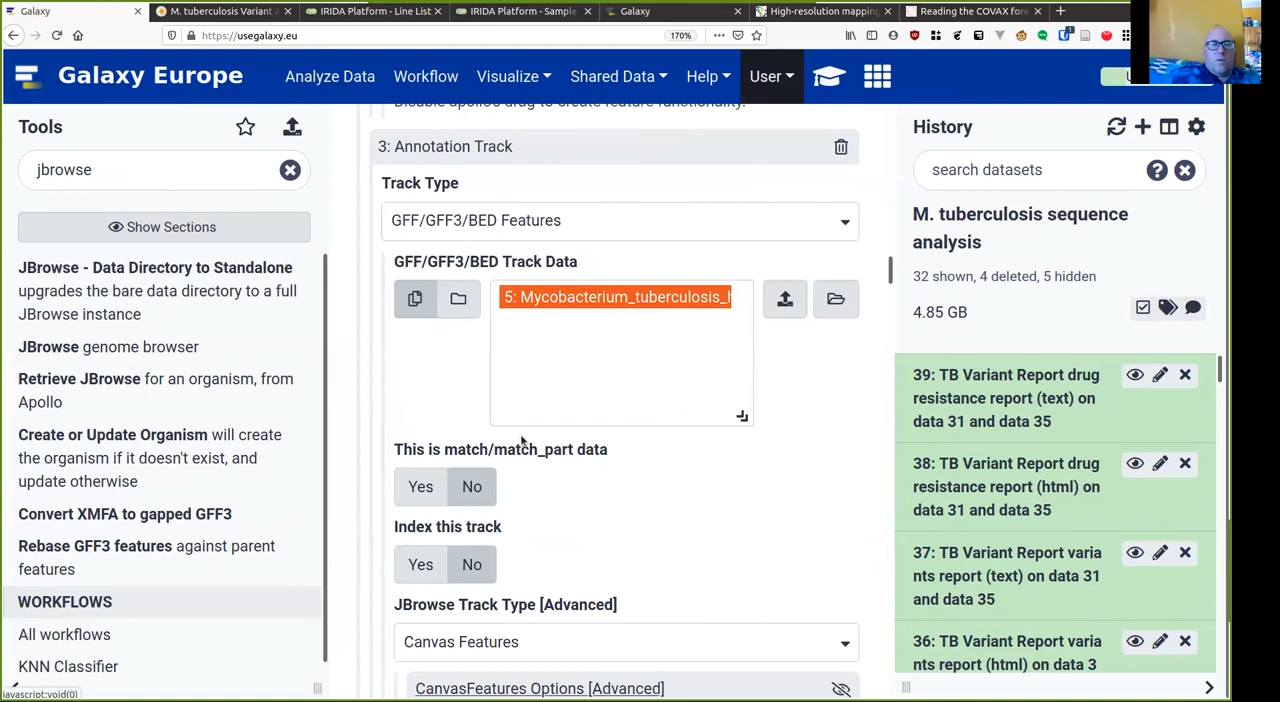 Galaxy
M. tuberculosis Variant A
IRIDA Platform - Line List
IRIDA Platform - Sample
Galaxy
High-resolution mapping
Reading the COVAX fore
https://usegalaxy.eu
170%
Galaxy Europe
Analyze Data
Workflow
Visualize
Shared Data
Help
User
U
Tools
jbrowse
Show Sections
JBrowse - Data Directory to Standalone
upgrades the bare data directory to a full
JBrowse instance
JBrowse genome browser
Retrieve JBrowse for an organism, from
Apollo
Create or Update Organism will create
the organism if it doesn't exist, and
update otherwise
Convert XMFA to gapped GFF3
Rebase GFF3 features against parent
features
WORKFLOWS
All workflows
KNN Classifier
javascript:void(0)
Disable apollo's drag to create feature functionality.
3: Annotation Track
Track Type
GFF/GFF3/BED Features
GFF/GFF3/BED Track Data
5: Mycobacterium_tuberculosis_h
This is match/match_part data
Yes No
Index this track
Yes No
JBrowse Track Type [Advanced]
Canvas Features
CanvasFeatures Options [Advanced]
History
search datasets
M. tuberculosis sequence
analysis
32 shown, 4 deleted, 5 hidden
4.85 GB
39: TB Variant Report drug
resistance report (text) on
data 31 and data 35
38: TB Variant Report drug
resistance report (html) on
data 31 and data 35
37: TB Variant Report varia
nts report (text) on data 31
and data 35
36: TB Variant Report varia
nts report (html) on data 3